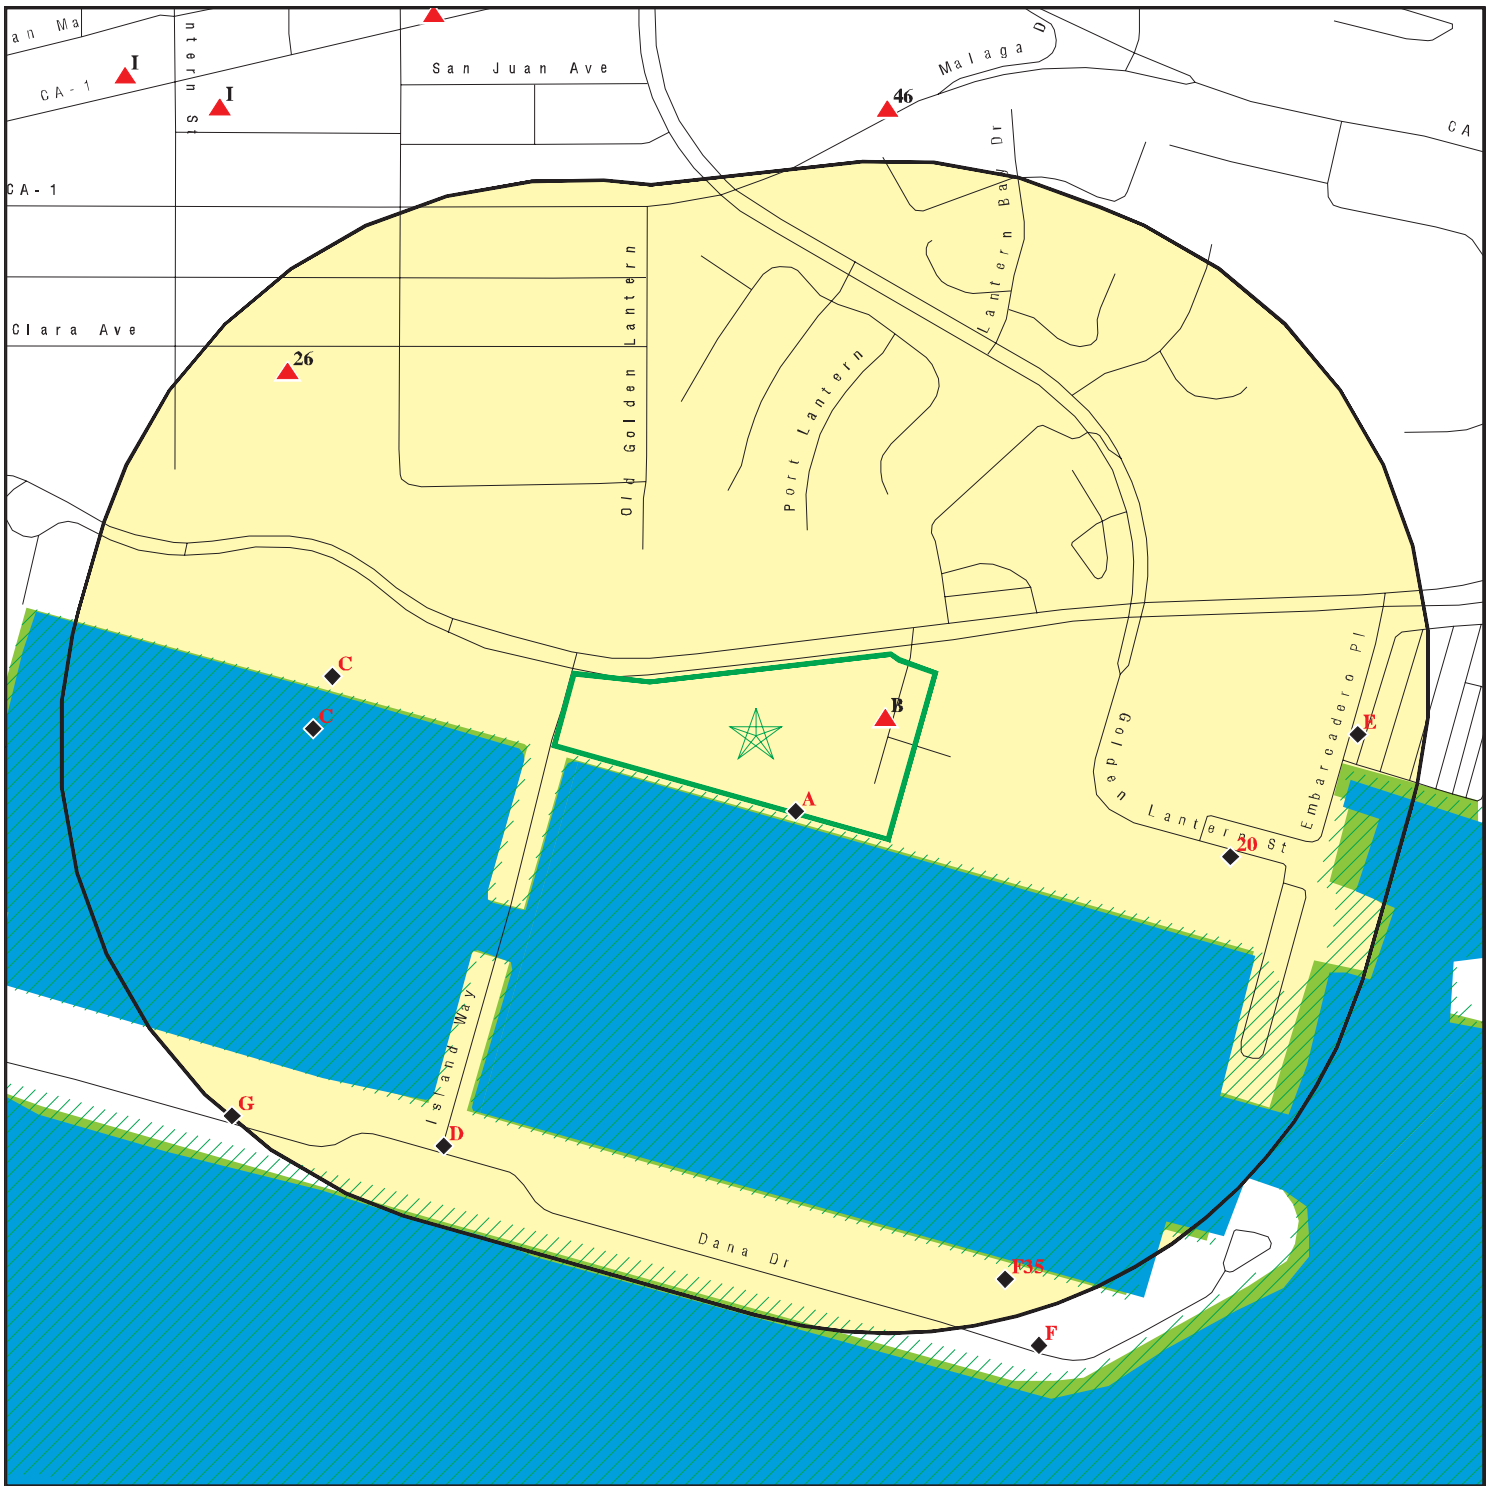 an Ma
ntern St
I
CA-1
I
San Juan Ave
Malaga D
46
CA
CA-1
Lantern Bay Dr
Clara Ave
26
Old Golden Lantern
Port Lantern
C
C
B
A
E
Embarcadero Pl
Golden Lantern St
20
Island Way
G
D
Dana Dr
F35
F